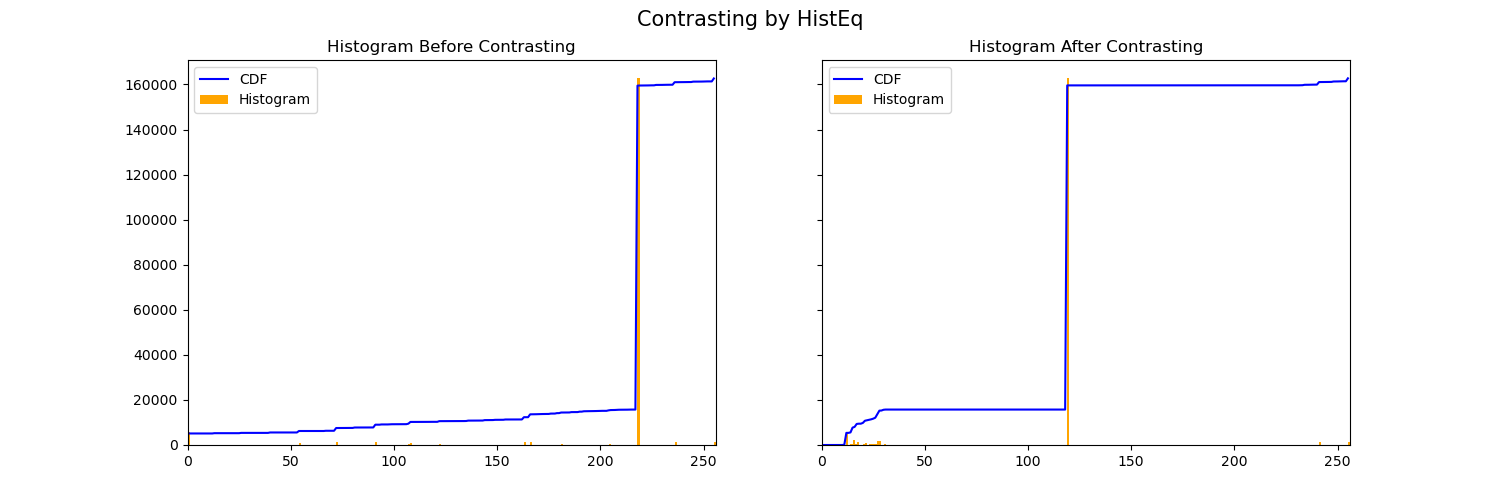 Contrasting by HistEq
Histogram Before Contrasting
CDF
Histogram
160000
140000
120000
100000
80000
60000
40000
20000
0
0 50 100 150 200 250
Histogram After Contrasting
CDF
Histogram
0 50 100 150 200 250